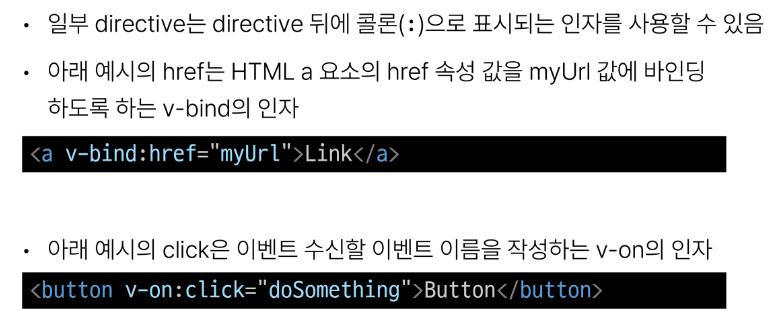 • 일부 directive는 directive 뒤에 콜론(:)으로 표시되는 인자를 사용할 수 있음
• 아래 예시의 href는 HTML a 요소의 href 속성 값을 myUrl 값에 바인딩
하도록 하는 v-bind의 인자
<a v-bind:href="myUrl">Link</a>
• 아래 예시의 click은 이벤트 수신할 이벤트 이름을 작성하는 v-on의 인자
<button v-on:click="doSomething">Button</button>